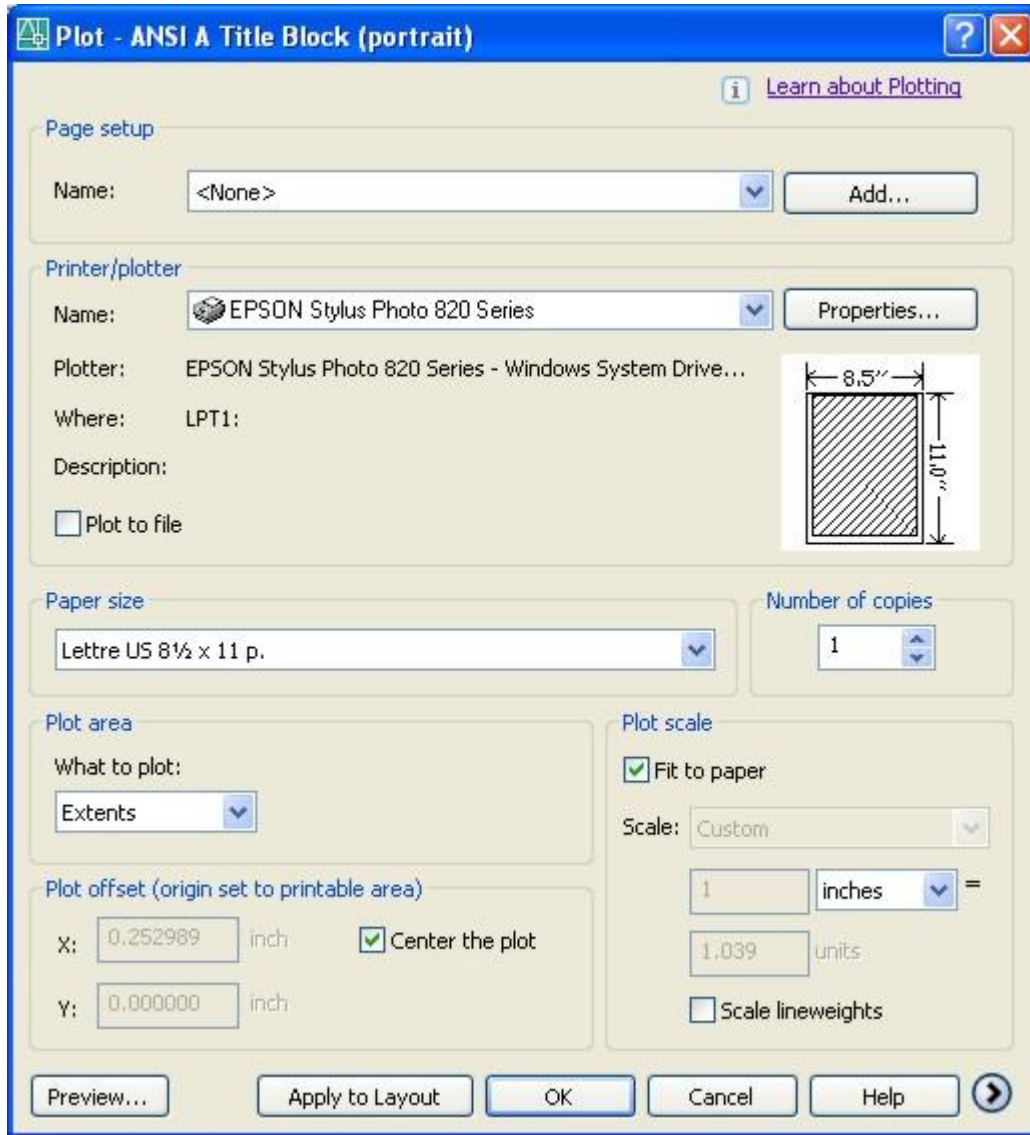 Plot - ANSI A Title Block (portrait)
Learn about Plotting
Page setup
Name: <None> Add...
Printer/plotter
Name: EPSON Stylus Photo 820 Series Properties...
Plotter: EPSON Stylus Photo 820 Series - Windows System Drive...
Where: LPT1:
Description:
Plot to file
8.5″
11.0″
Paper size
Lettre US 8½ x 11 p.
Number of copies
1
Plot area
What to plot:
Extents
Plot scale
Fit to paper
Scale: Custom
1 inches =
1.039 units
Scale lineweights
Plot offset (origin set to printable area)
X: 0.252989 inch Center the plot
Y: 0.000000 inch
Preview... Apply to Layout OK Cancel Help